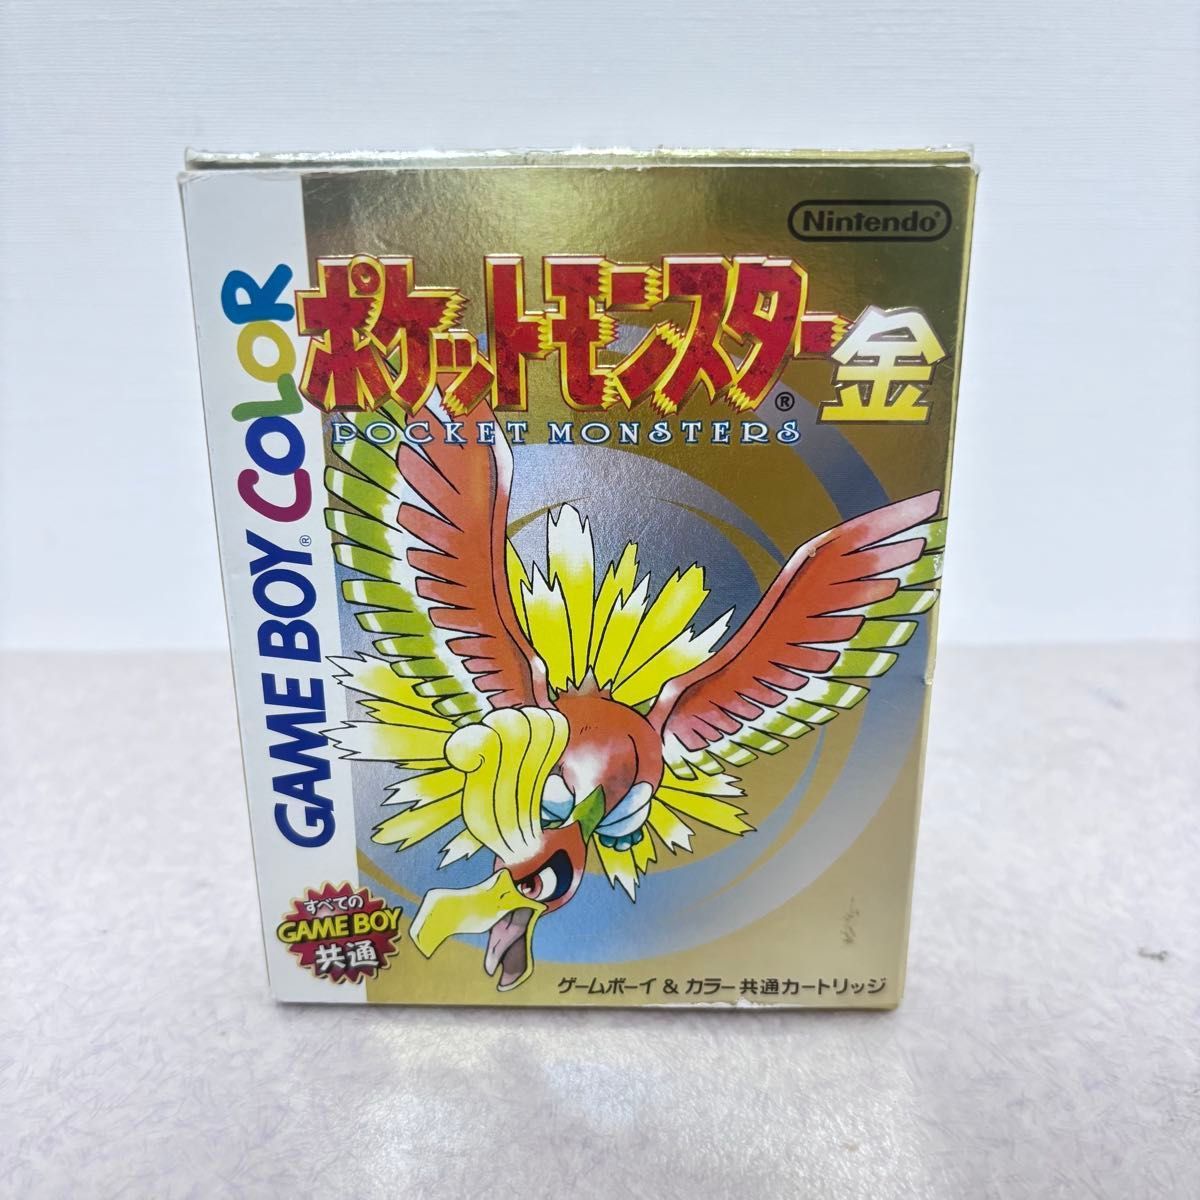 Nintendo®
ポケットモンスター®金
POCKET MONSTERS
GAME BOY® COLOR
すべての
GAME BOY
共通
ゲームボーイ & カラー共通カートリッジ